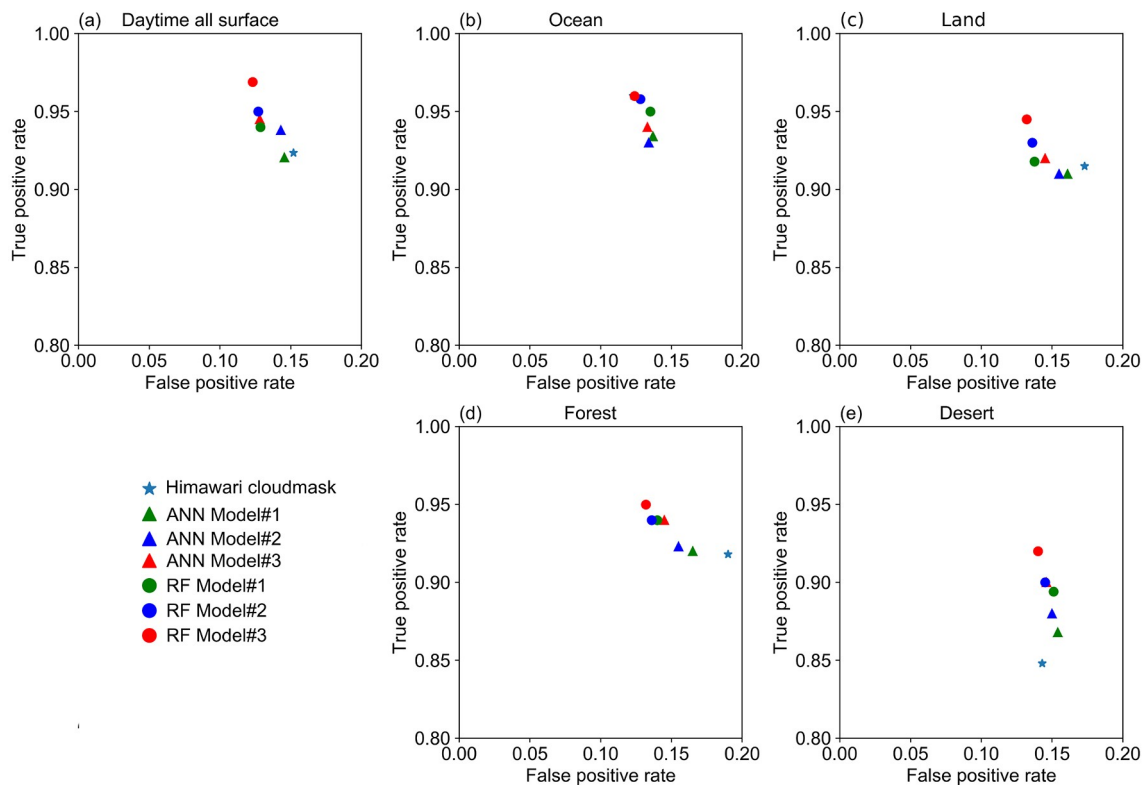 (a) Daytime all surface
1.00
0.95
0.90
0.85
0.80
True positive rate
0.00 0.05 0.10 0.15 0.20
False positive rate
(b) Ocean
1.00
0.95
0.90
0.85
0.80
True positive rate
0.00 0.05 0.10 0.15 0.20
False positive rate
(c) Land
1.00
0.95
0.90
0.85
0.80
True positive rate
0.00 0.05 0.10 0.15 0.20
False positive rate
Himawari cloudmask
ANN Model#1
ANN Model#2
ANN Model#3
RF Model#1
RF Model#2
RF Model#3
(d) Forest
1.00
0.95
0.90
0.85
0.80
True positive rate
0.00 0.05 0.10 0.15 0.20
False positive rate
(e) Desert
1.00
0.95
0.90
0.85
0.80
True positive rate
0.00 0.05 0.10 0.15 0.20
False positive rate